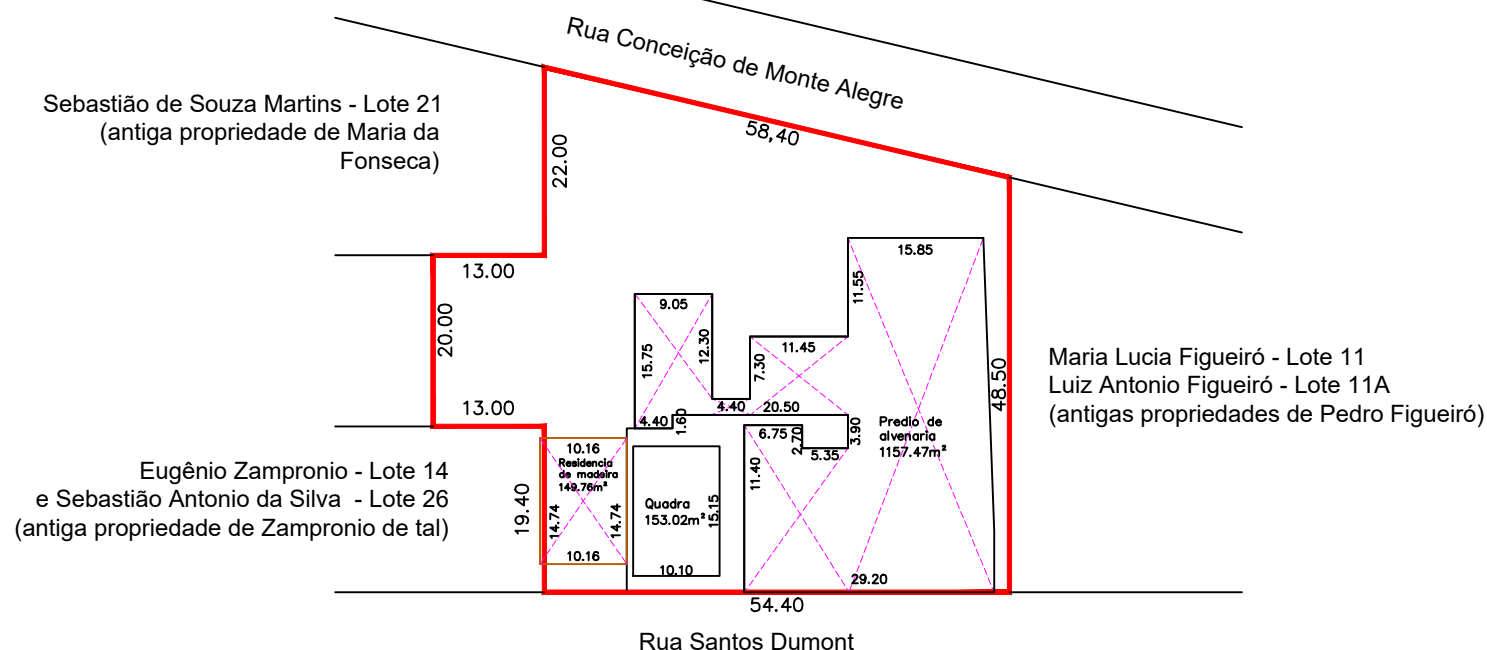 Rua Conceição de Monte Alegre
58,40
Sebastião de Souza Martins - Lote 21
(antiga propriedade de Maria da
Fonseca)
22.00
13.00
20.00
13.00
15.85
11.55
9.05
15.75
12.30
11.45
7.30
4.40
20.50
4.40
1.60
3.90
6.75
2.70
5.35
11.40
Predio de
alvenaria
1157.47m²
48.50
Maria Lucia Figueiró - Lote 11
Luiz Antonio Figueiró - Lote 11A
(antigas propriedades de Pedro Figueiró)
Eugênio Zampronio - Lote 14
e Sebastião Antonio da Silva - Lote 26
(antiga propriedade de Zampronio de tal)
19.40
10.16
Residencia
de madeira
149.76m²
14.74
14.74
10.16
Quadra
153.02m²
15.15
10.10
29.20
54.40
Rua Santos Dumont